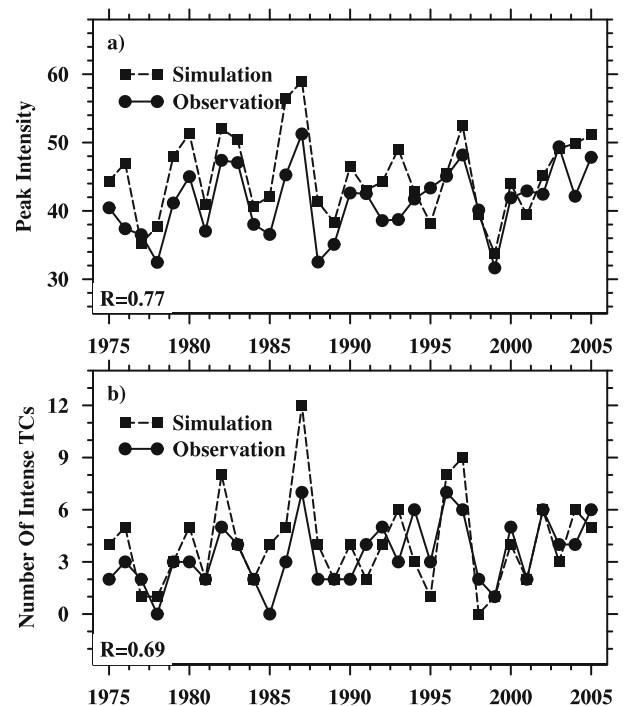 a)
Simulation
Observation
60
50
40
30
Peak Intensity
R=0.77
1975 1980 1985 1990 1995 2000 2005
b)
Simulation
Observation
12
9
6
3
0
Number Of Intense TCs
R=0.69
1975 1980 1985 1990 1995 2000 2005